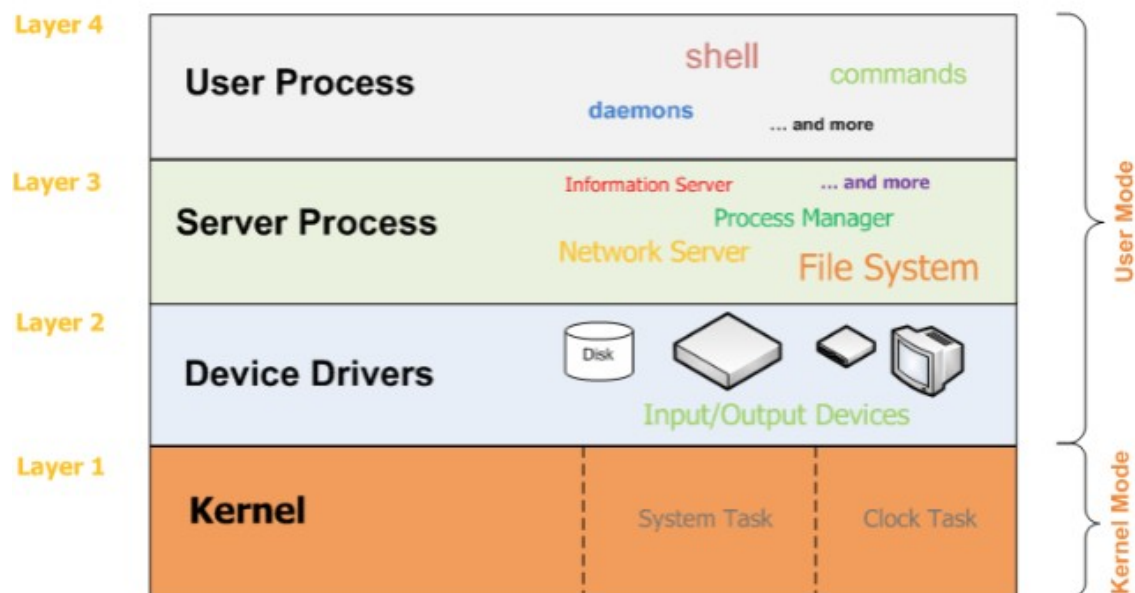 Layer 4
User Process
shell
commands
daemons
... and more
Layer 3
Server Process
Information Server
... and more
Process Manager
Network Server
File System
User Mode
Layer 2
Device Drivers
Disk
Input/Output Devices
Layer 1
Kernel
System Task
Clock Task
Kernel Mode